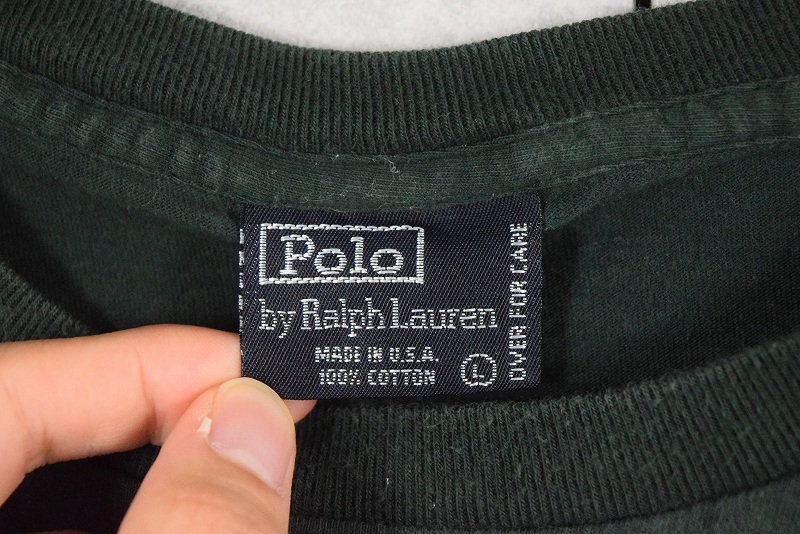 Polo
by Ralph Lauren
MADE IN U.S.A.
100% COTTON
L
OVER FOR CARE